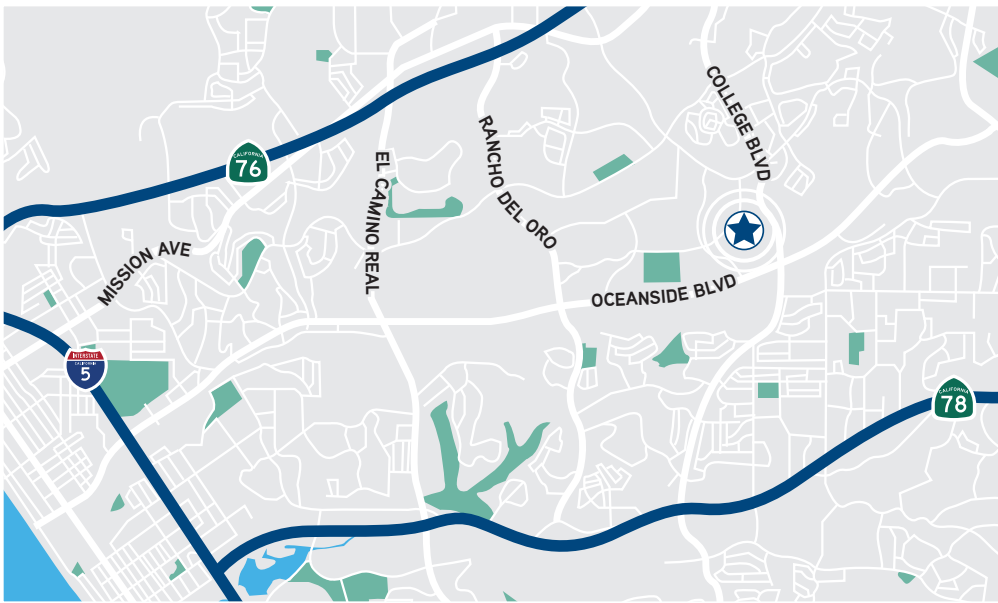 COLLEGE BLVD
RANCHO DEL ORO
CALIFORNIA
76
EL CAMINO REAL
MISSION AVE
OCEANSIDE BLVD
INTERSTATE
CALIFORNIA
5
CALIFORNIA
78